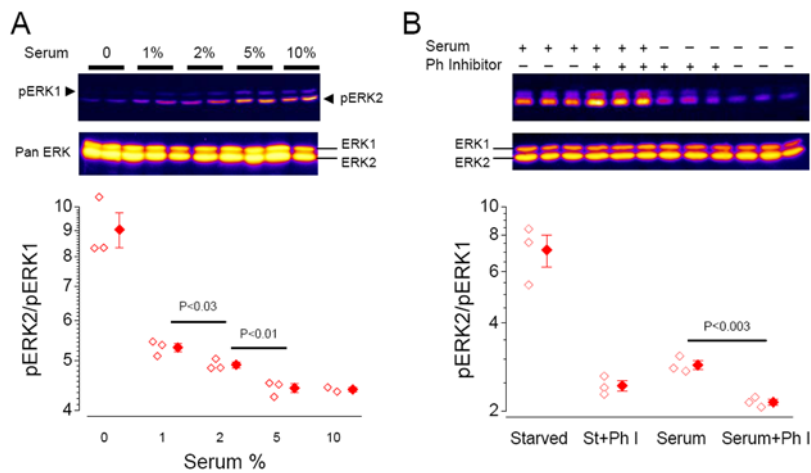 A
Serum 0 1% 2% 5% 10%
pERK1
pERK2
Pan ERK
ERK1
ERK2
pERK2/pERK1
10
9
8
7
6
5
4
P<0.03
P<0.01
0 1 2 5 10
Serum %
B
Serum + + + + + + - - - - - -
Ph Inhibitor + + + + + + - - -
ERK1
ERK2
pERK2/pERK1
10
8
6
4
2
P<0.003
Starved St+Ph I Serum Serum+Ph I